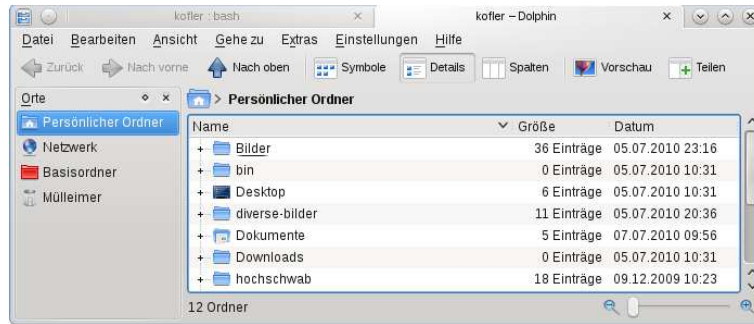 kofler : bash kofler – Dolphin
Datei Bearbeiten Ansicht Gehe zu Extras Einstellungen Hilfe
Zurück Nach vorne Nach oben Symbole Details Spalten Vorschau Teilen
Orte > Persönlicher Ordner
Persönlicher Ordner
Netzwerk
Basisordner
Mülleimer
Name Größe Datum
Bilder 36 Einträge 05.07.2010 23:16
bin 0 Einträge 05.07.2010 10:31
Desktop 6 Einträge 05.07.2010 10:31
diverse-bilder 11 Einträge 05.07.2010 20:36
Dokumente 5 Einträge 07.07.2010 09:56
Downloads 0 Einträge 05.07.2010 10:31
hochschwab 18 Einträge 09.12.2009 10:23
12 Ordner